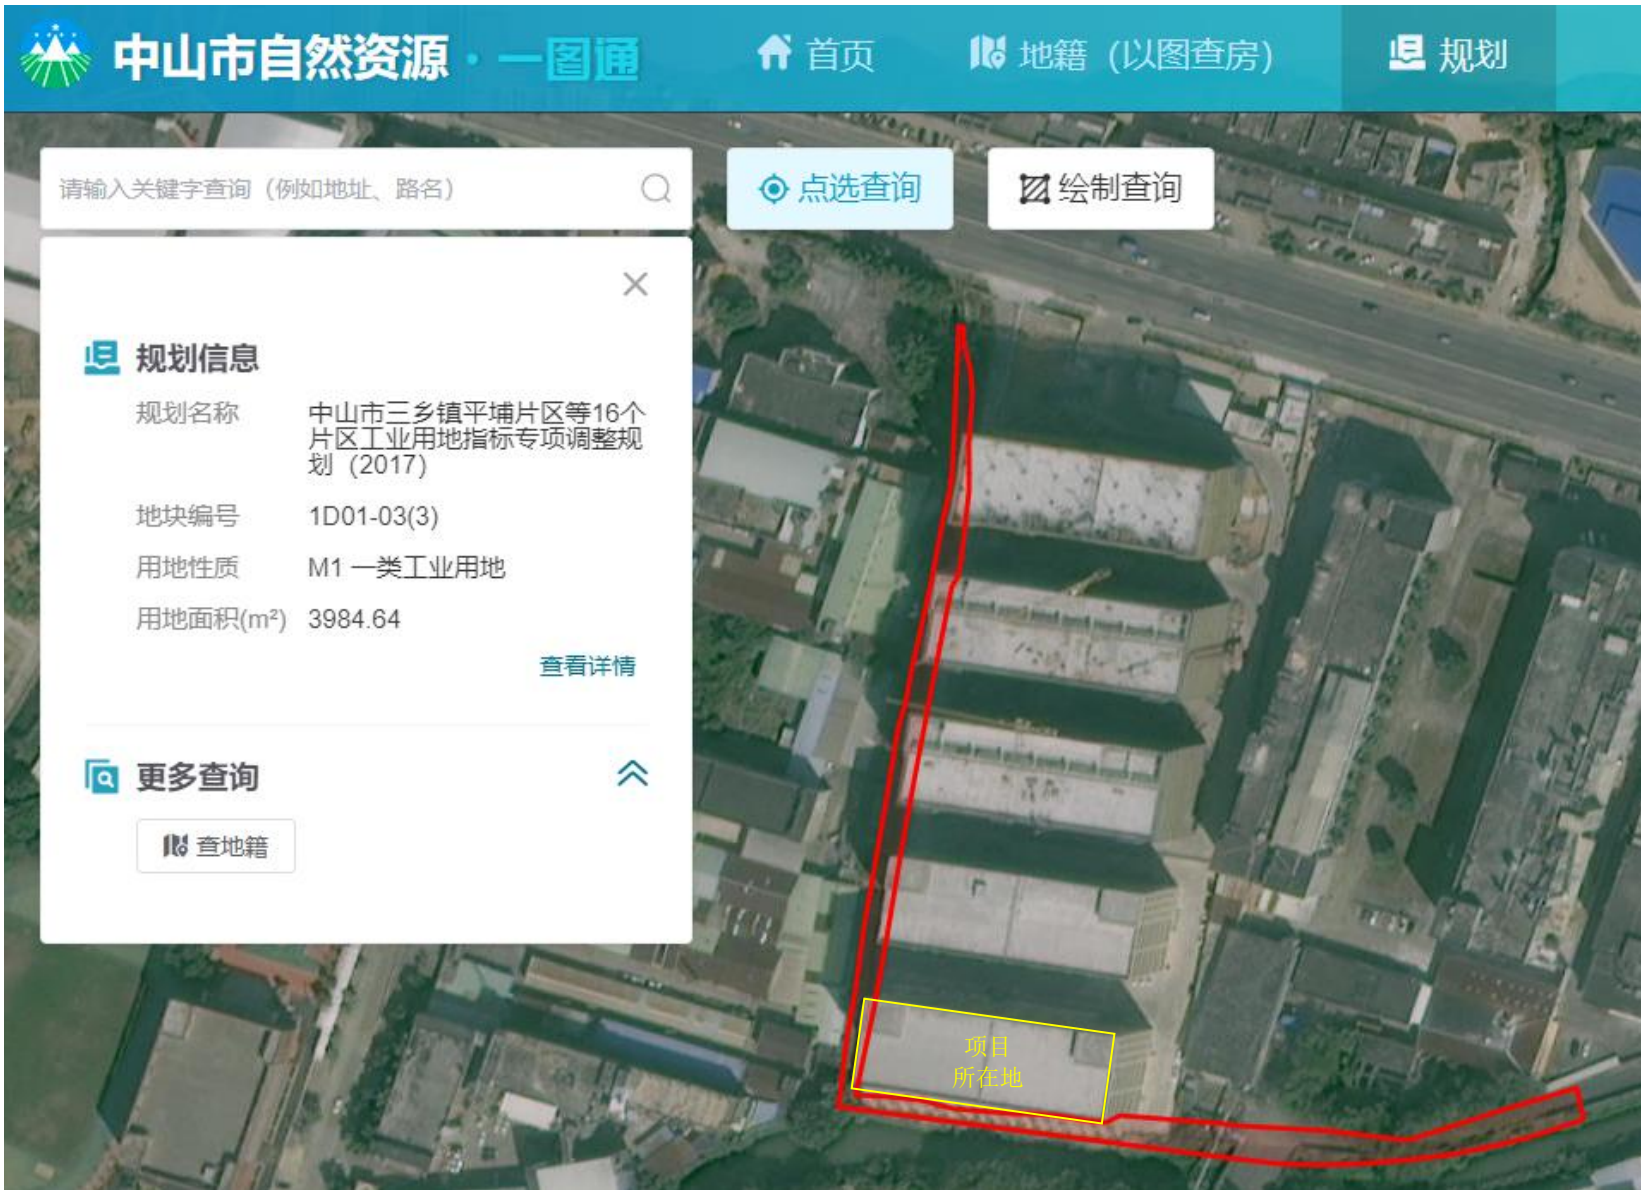 中山市自然资源·一图通
首页
地籍（以图查房）
规划
请输入关键字查询（例如地址、路名）
点选查询
绘制查询
规划信息
规划名称 中山市三乡镇平埔片区等16个
片区工业用地指标专项调整规
划（2017）
地块编号 1D01-03(3)
用地性质 M1 一类工业用地
用地面积(m²) 3984.64
查看详情
更多查询
查地籍
项目
所在地